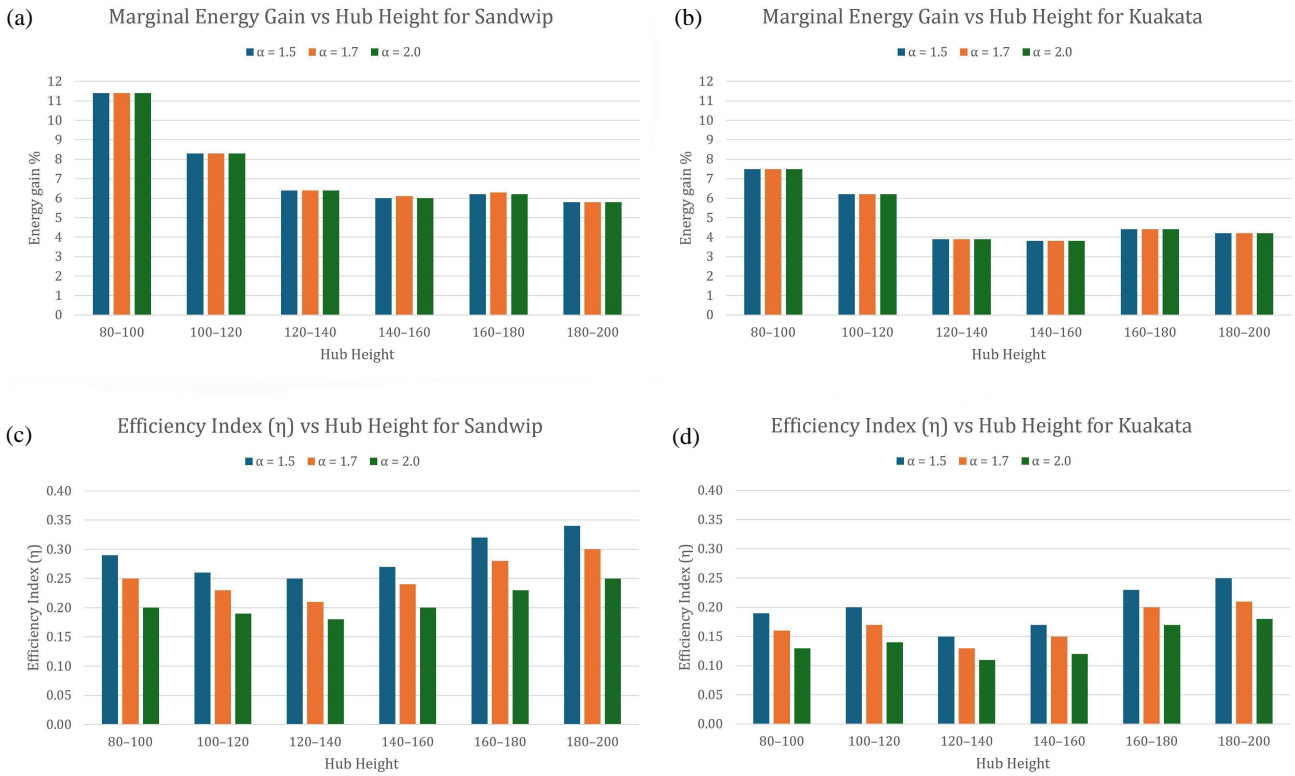 (a)
Marginal Energy Gain vs Hub Height for Sandwip
α = 1.5 α = 1.7 α = 2.0
Energy gain %
12
11
10
9
8
7
6
5
4
3
2
1
0
80–100 100–120 120–140 140–160 160–180 180–200
Hub Height
(b)
Marginal Energy Gain vs Hub Height for Kuakata
α = 1.5 α = 1.7 α = 2.0
Energy gain %
12
11
10
9
8
7
6
5
4
3
2
1
0
80–100 100–120 120–140 140–160 160–180 180–200
Hub Height
(c)
Efficiency Index (η) vs Hub Height for Sandwip
α = 1.5 α = 1.7 α = 2.0
Efficiency Index (η)
0.40
0.35
0.30
0.25
0.20
0.15
0.10
0.05
0.00
80–100 100–120 120–140 140–160 160–180 180–200
Hub Height
(d)
Efficiency Index (η) vs Hub Height for Kuakata
α = 1.5 α = 1.7 α = 2.0
Efficiency Index (η)
0.40
0.35
0.30
0.25
0.20
0.15
0.10
0.05
0.00
80–100 100–120 120–140 140–160 160–180 180–200
Hub Height